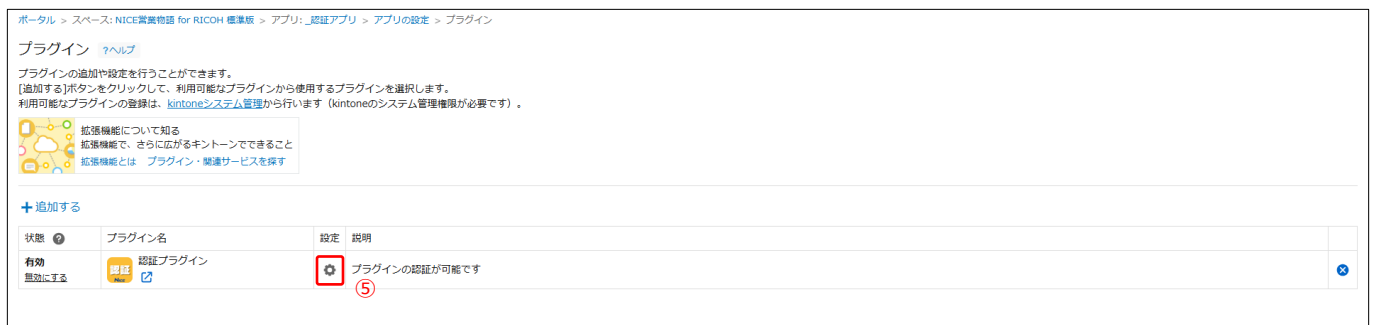 ポータル > スペース: NICE営業物語 for RICOH 標準版 > アプリ: _認証アプリ > アプリの設定 > プラグイン
プラグイン ?ヘルプ
プラグインの追加や設定を行うことができます。
[追加する]ボタンをクリックして、利用可能なプラグインから使用するプラグインを選択します。
利用可能なプラグインの登録は、kintoneシステム管理から行います（kintoneのシステム管理権限が必要です）。
拡張機能について知る
拡張機能で、さらに広がるキントーンでできること
拡張機能とは プラグイン・関連サービスを探す
+追加する
状態 ? プラグイン名 設定 説明
有効 認証 Nice 認証プラグイン プラグインの認証が可能です
無効にする
⑤